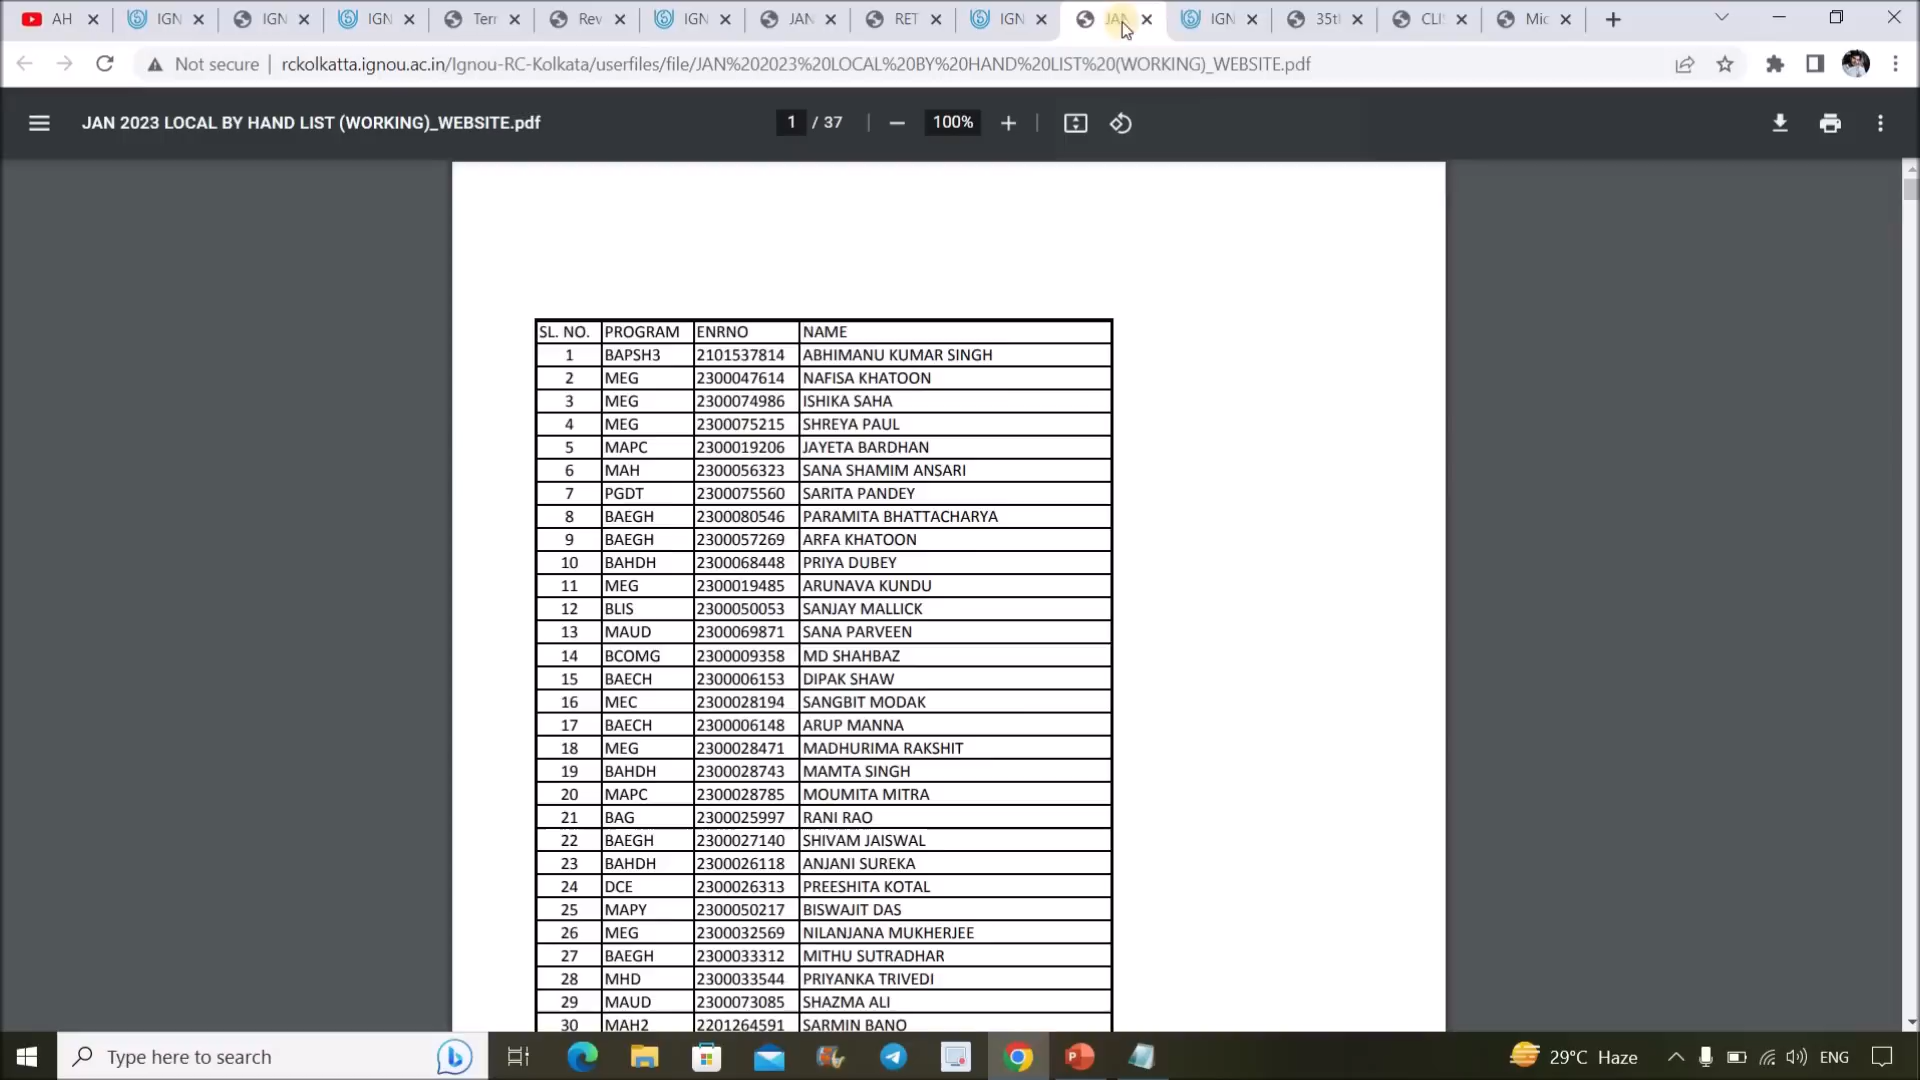 AH IGN IGN IGN Terr Rev IGN JAN RET IGN JAN IGN 35th CLIS Mic
Not secure rckolkatta.ignou.ac.in/Ignou-RC-Kolkata/userfiles/file/JAN%202023%20LOCAL%20BY%20HAND%20LIST%20(WORKING)_WEBSITE.pdf
JAN 2023 LOCAL BY HAND LIST (WORKING)_WEBSITE.pdf 1 / 37 100%
SL. NO. PROGRAM ENRNO NAME
1 BAPSH3 2101537814 ABHIMANU KUMAR SINGH
2 MEG 2300047614 NAFISA KHATOON
3 MEG 2300074986 ISHIKA SAHA
4 MEG 2300075215 SHREYA PAUL
5 MAPC 2300019206 JAYETA BARDHAN
6 MAH 2300056323 SANA SHAMIM ANSARI
7 PGDT 2300075560 SARITA PANDEY
8 BAEGH 2300080546 PARAMITA BHATTACHARYA
9 BAEGH 2300057269 ARFA KHATOON
10 BAHDH 2300068448 PRIYA DUBEY
11 MEG 2300019485 ARUNAVA KUNDU
12 BLIS 2300050053 SANJAY MALLICK
13 MAUD 2300069871 SANA PARVEEN
14 BCOMG 2300009358 MD SHAHBAZ
15 BAECH 2300006153 DIPAK SHAW
16 MEC 2300028194 SANGBIT MODAK
17 BAECH 2300006148 ARUP MANNA
18 MEG 2300028471 MADHURIMA RAKSHIT
19 BAHDH 2300028743 MAMTA SINGH
20 MAPC 2300028785 MOUMITA MITRA
21 BAG 2300025997 RANI RAO
22 BAEGH 2300027140 SHIVAM JAISWAL
23 BAHDH 2300026118 ANJANI SUREKA
24 DCE 2300026313 PREESHITA KOTAL
25 MAPY 2300050217 BISWAJIT DAS
26 MEG 2300032569 NILANJANA MUKHERJEE
27 BAEGH 2300033312 MITHU SUTRADHAR
28 MHD 2300033544 PRIYANKA TRIVEDI
29 MAUD 2300073085 SHAZMA ALI
30 MAH2 2201264591 SARMIN BANO
Type here to search 29°C Haze ENG